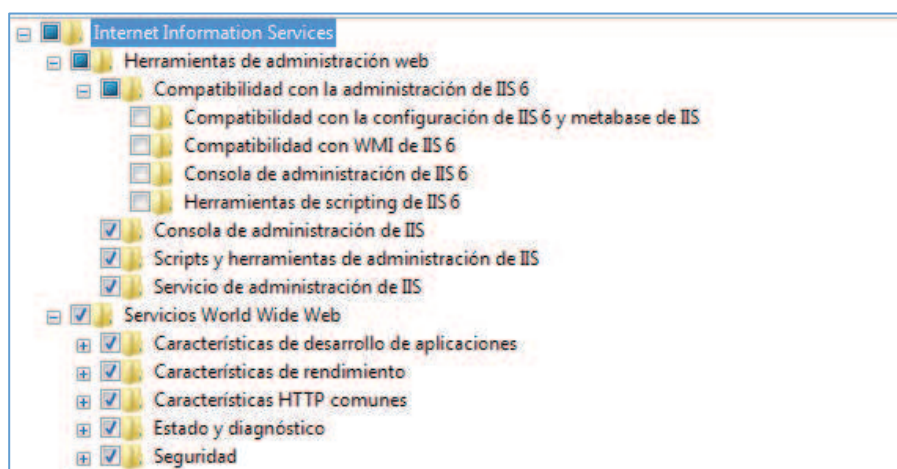 Internet Information Services
Herramientas de administración web
Compatibilidad con la administración de IIS 6
Compatibilidad con la configuración de IIS 6 y metabase de IIS
Compatibilidad con WMI de IIS 6
Consola de administración de IIS 6
Herramientas de scripting de IIS 6
Consola de administración de IIS
Scripts y herramientas de administración de IIS
Servicio de administración de IIS
Servicios World Wide Web
Características de desarrollo de aplicaciones
Características de rendimiento
Características HTTP comunes
Estado y diagnóstico
Seguridad